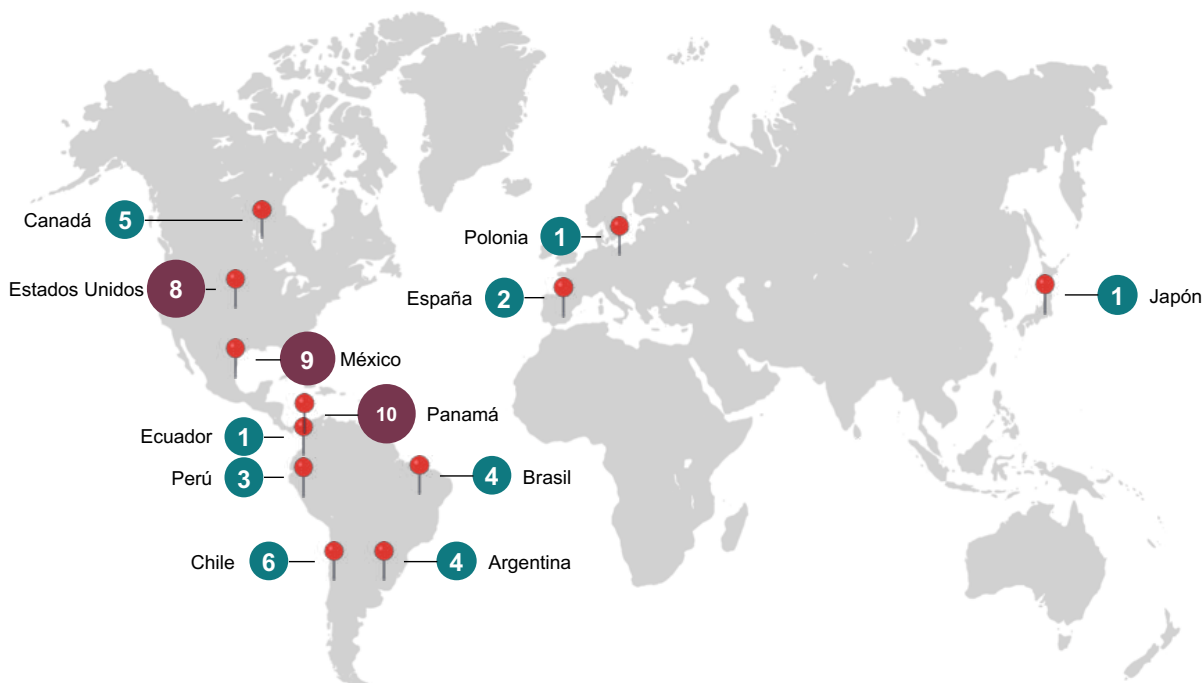 Canadá 5
Polonia 1
Estados Unidos 8
España 2
1 Japón
9 México
10 Panamá
Ecuador 1
Perú 3
4 Brasil
Chile 6
4 Argentina